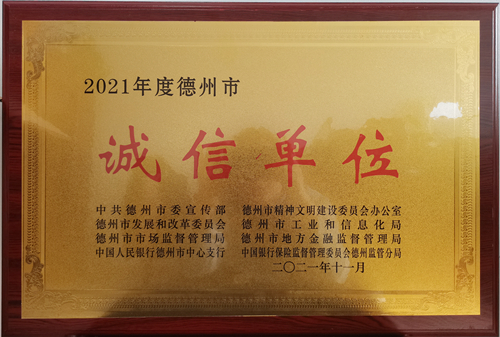 2021年度德州市
诚信单位
中共德州市委宣传部 德州市精神文明建设委员会办公室
德州市发展和改革委员会 德州市工业和信息化局
德州市市场监督管理局 德州市地方金融监督管理局
中国人民银行德州市中心支行 中国银行保险监督管理委员会德州监管分局
二〇二一年十一月